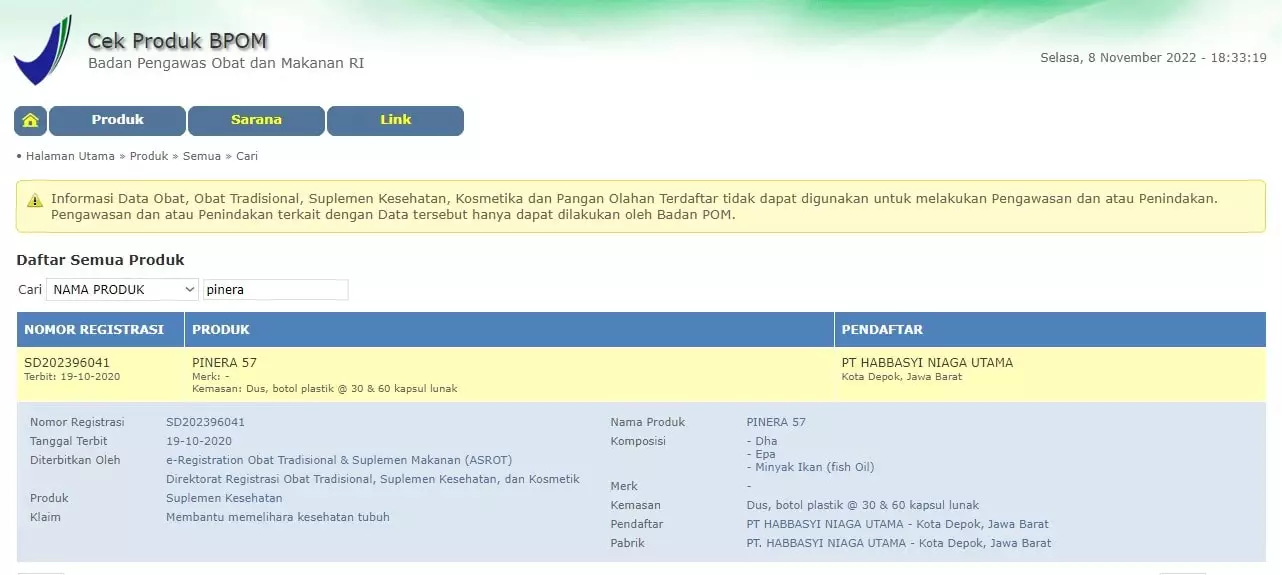 Cek Produk BPOM
Badan Pengawas Obat dan Makanan RI
Selasa, 8 November 2022 - 18:33:19
Produk
Sarana
Link
• Halaman Utama » Produk » Semua » Cari
Informasi Data Obat, Obat Tradisional, Suplemen Kesehatan, Kosmetika dan Pangan Olahan Terdaftar tidak dapat digunakan untuk melakukan Pengawasan dan atau Penindakan.
Pengawasan dan atau Penindakan terkait dengan Data tersebut hanya dapat dilakukan oleh Badan POM.
Daftar Semua Produk
Cari NAMA PRODUK pinera
NOMOR REGISTRASI PRODUK PENDAFTAR
SD202396041 PINERA 57 PT HABBASYI NIAGA UTAMA
Terbit: 19-10-2020 Merk: - Kota Depok, Jawa Barat
Kemasan: Dus, botol plastik @ 30 & 60 kapsul lunak
Nomor Registrasi SD202396041
Tanggal Terbit 19-10-2020
Diterbitkan Oleh e-Registration Obat Tradisional & Suplemen Makanan (ASROT)
Direktorat Registrasi Obat Tradisional, Suplemen Kesehatan, dan Kosmetik
Produk Suplemen Kesehatan
Klaim Membantu memelihara kesehatan tubuh
Nama Produk PINERA 57
Komposisi - Dha
- Epa
- Minyak Ikan (fish Oil)
Merk -
Kemasan Dus, botol plastik @ 30 & 60 kapsul lunak
Pendaftar PT HABBASYI NIAGA UTAMA - Kota Depok, Jawa Barat
Pabrik PT. HABBASYI NIAGA UTAMA - Kota Depok, Jawa Barat